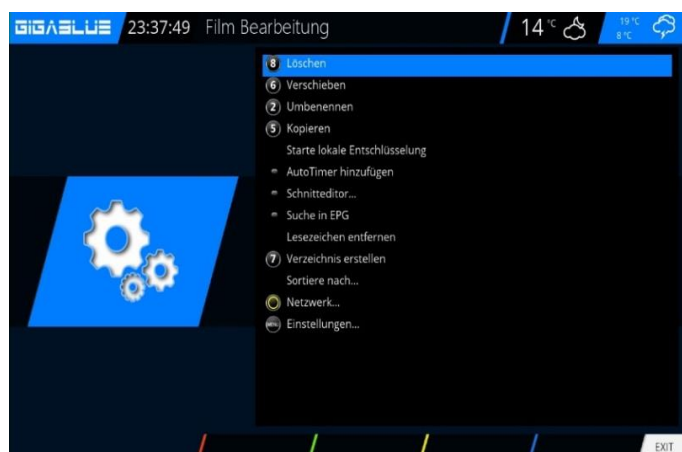 GIGABLUE 23:37:49 Film Bearbeitung 14 °C 19 °C
8 °C
8 Löschen
6 Verschieben
2 Umbenennen
5 Kopieren
Starte lokale Entschlüsselung
AutoTimer hinzufügen
Schnitteditor...
Suche in EPG
Lesezeichen entfernen
7 Verzeichnis erstellen
Sortiere nach...
Netzwerk...
MENU Einstellungen...
EXIT